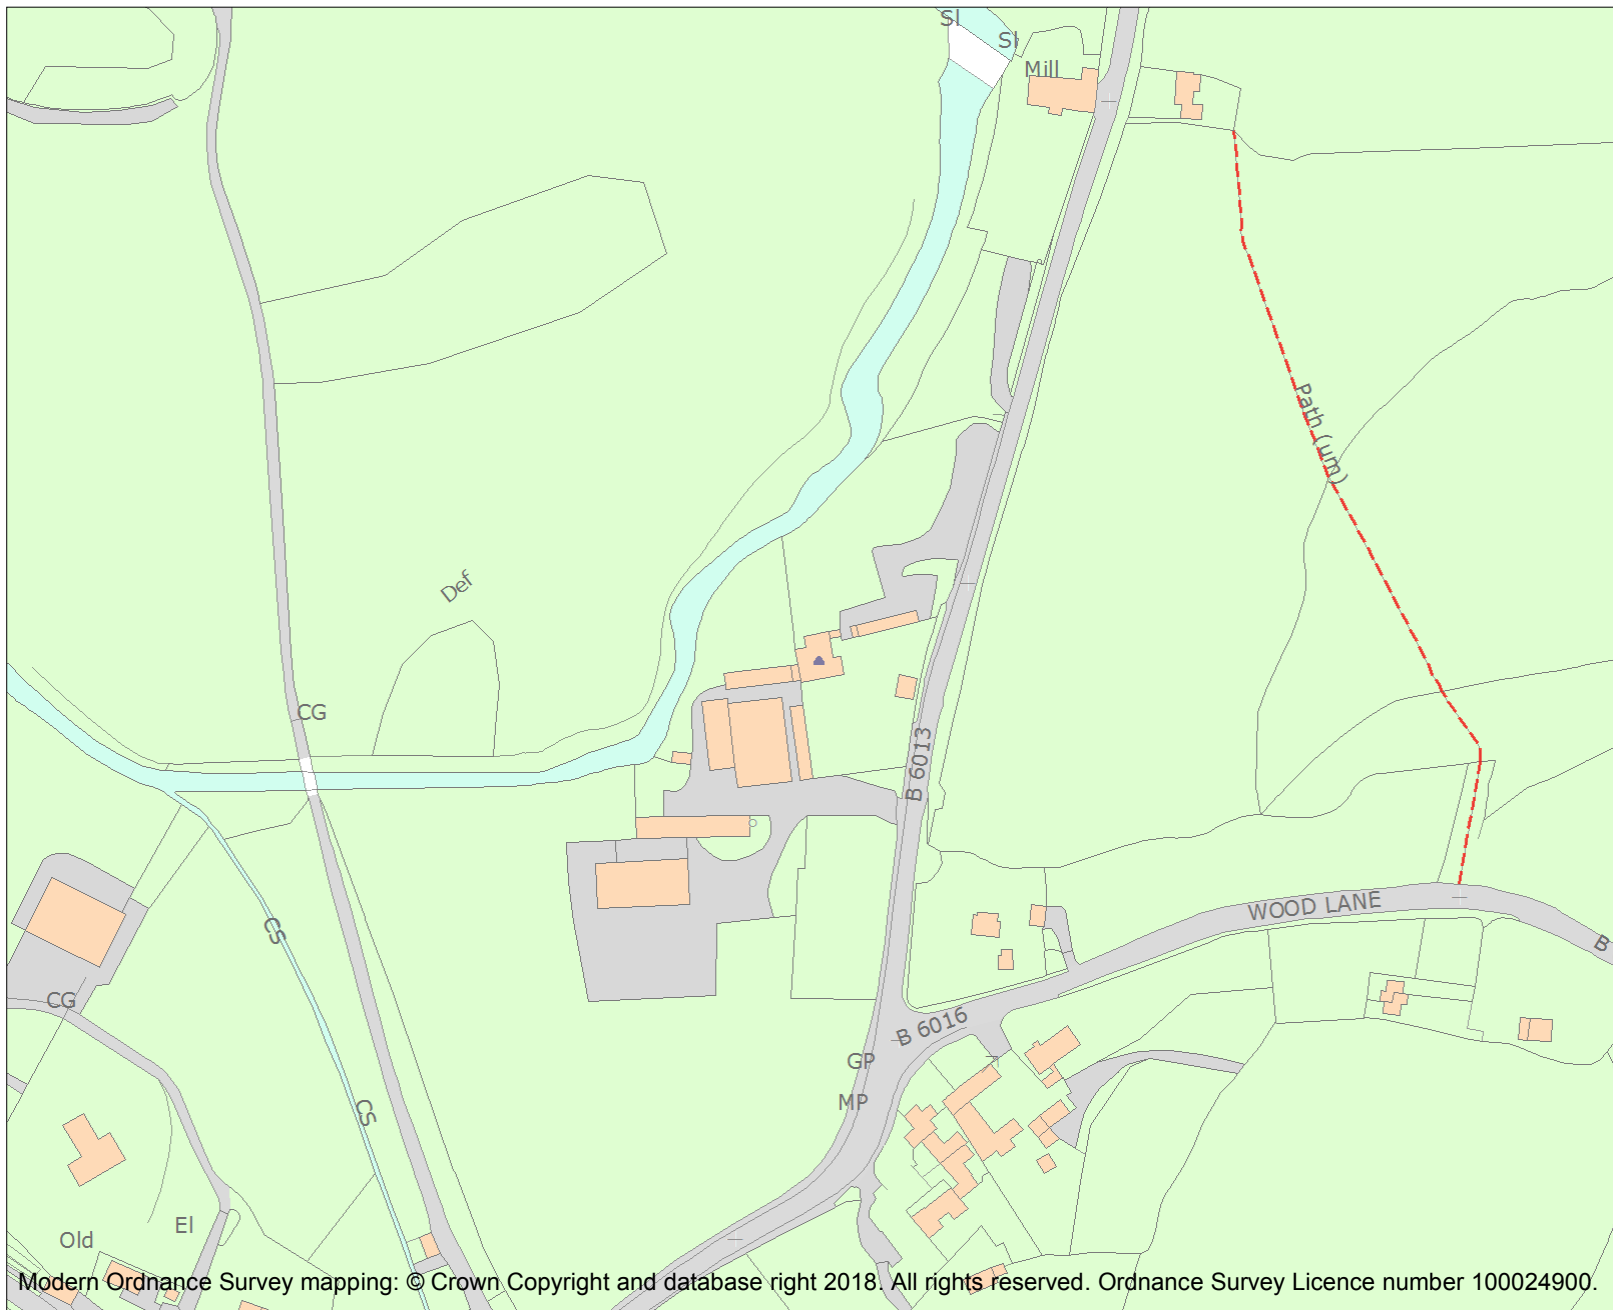 Sl
Sl
Mill
Path (um)
Def
CG
B 6013
WOOD LANE
B
CS
CG
B 6016
GP
MP
CS
El
Old
Modern Ordnance Survey mapping: © Crown Copyright and database right 2018. All rights reserved. Ordnance Survey Licence number 100024900.